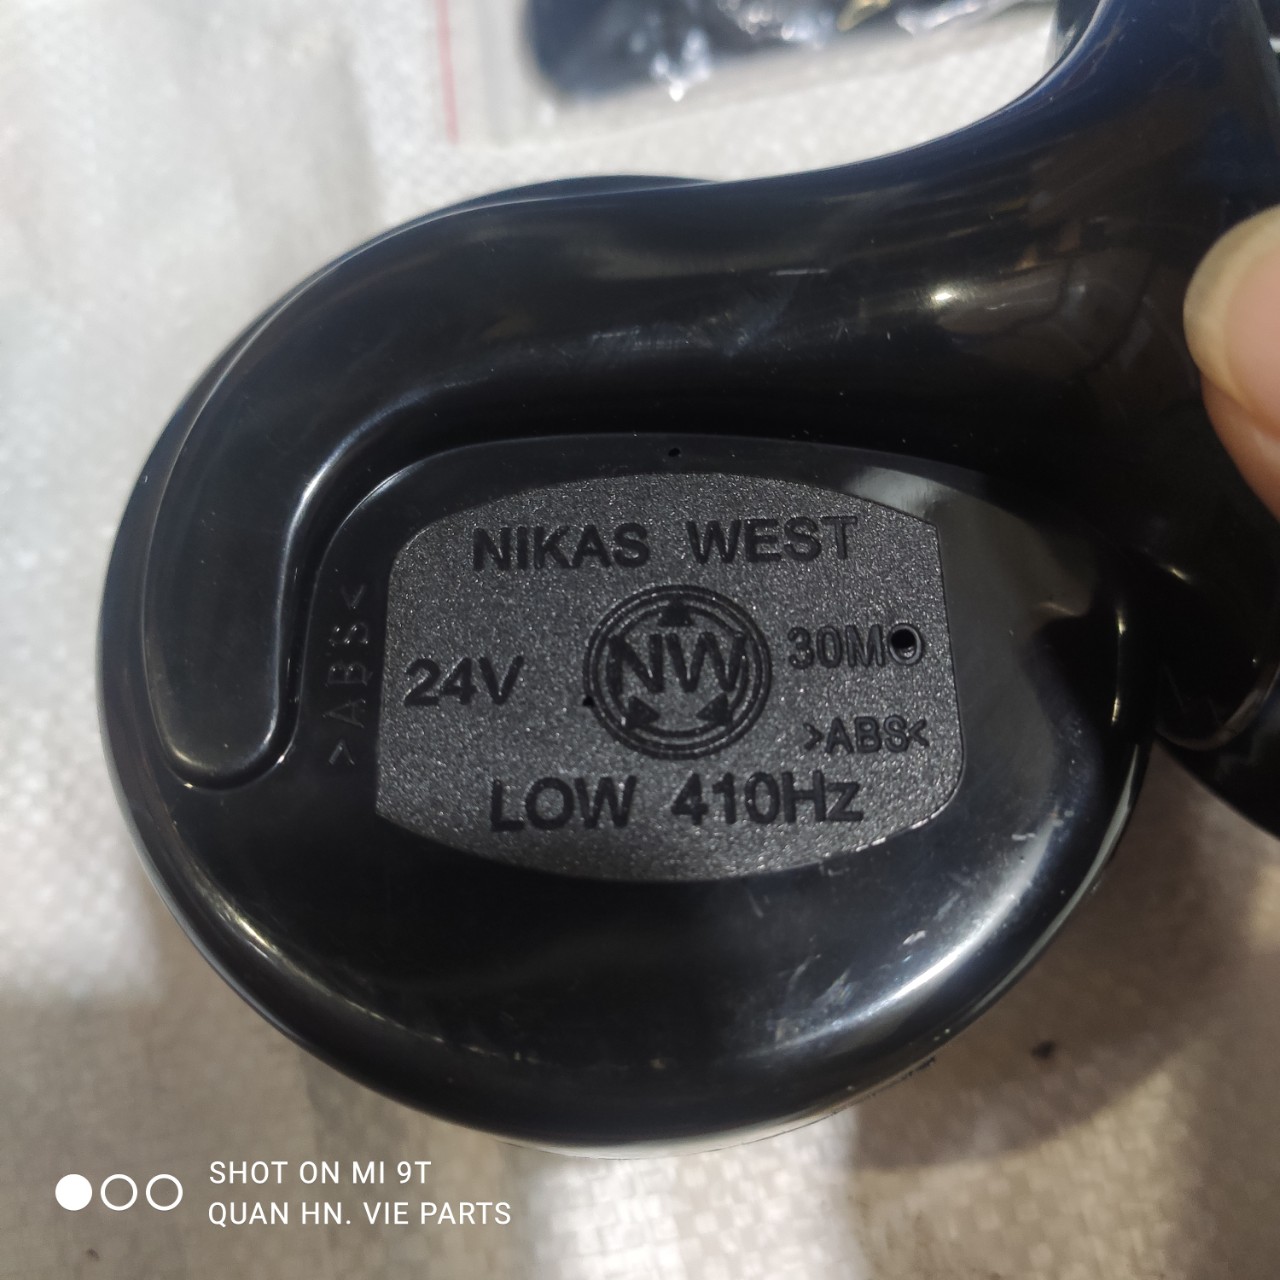 NIKAS WEST
>ABS<
24V
NW
30M
>ABS<
LOW 410Hz
SHOT ON MI 9T
QUAN HN. VIE PARTS